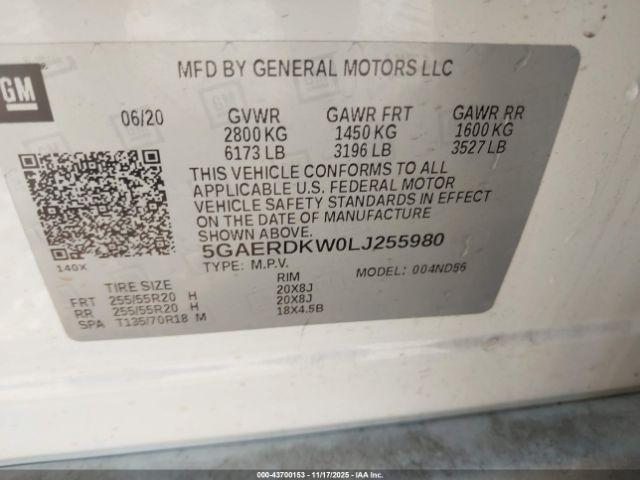 GM
MFD BY GENERAL MOTORS LLC
06/20 GVWR GAWR FRT GAWR RR
2800 KG 1450 KG 1600 KG
6173 LB 3196 LB 3527 LB
THIS VEHICLE CONFORMS TO ALL
APPLICABLE U.S. FEDERAL MOTOR
VEHICLE SAFETY STANDARDS IN EFFECT
ON THE DATE OF MANUFACTURE
SHOWN ABOVE.
5GAERDKW0LJ255980
140X TYPE: M.P.V. MODEL: 004ND56
TIRE SIZE RIM
FRT 255/55R20 H 20X8J
RR 255/55R20 H 20X8J
SPA T135/70R18 M 18X4.5B
000-43700153 - 11/17/2025 - IAA Inc.